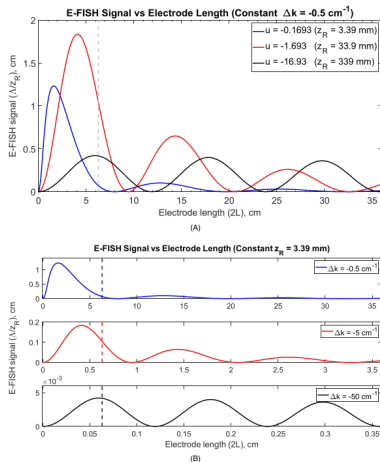 E-FISH Signal vs Electrode Length (Constant Δk = -0.5 cm⁻¹)
2
1.5
1
0.5
0
E-FISH signal (Λ/z_R), cm
u = -0.1693 (z_R = 3.39 mm)
u = -1.693 (z_R = 33.9 mm)
u = -16.93 (z_R = 339 mm)
0 5 10 15 20 25 30 35
Electrode length (2L), cm
(A)
E-FISH Signal vs Electrode Length (Constant z_R = 3.39 mm)
E-FISH signal (Λ/z_R), cm
1
0.5
0
Δk = -0.5 cm⁻¹
0 5 10 15 20 25 30 35
0.2
0.1
0
Δk = -5 cm⁻¹
0 0.5 1 1.5 2 2.5 3 3.5
× 10⁻³
5
0
Δk = -50 cm⁻¹
0 0.05 0.1 0.15 0.2 0.25 0.3 0.35
Electrode length (2L), cm
(B)